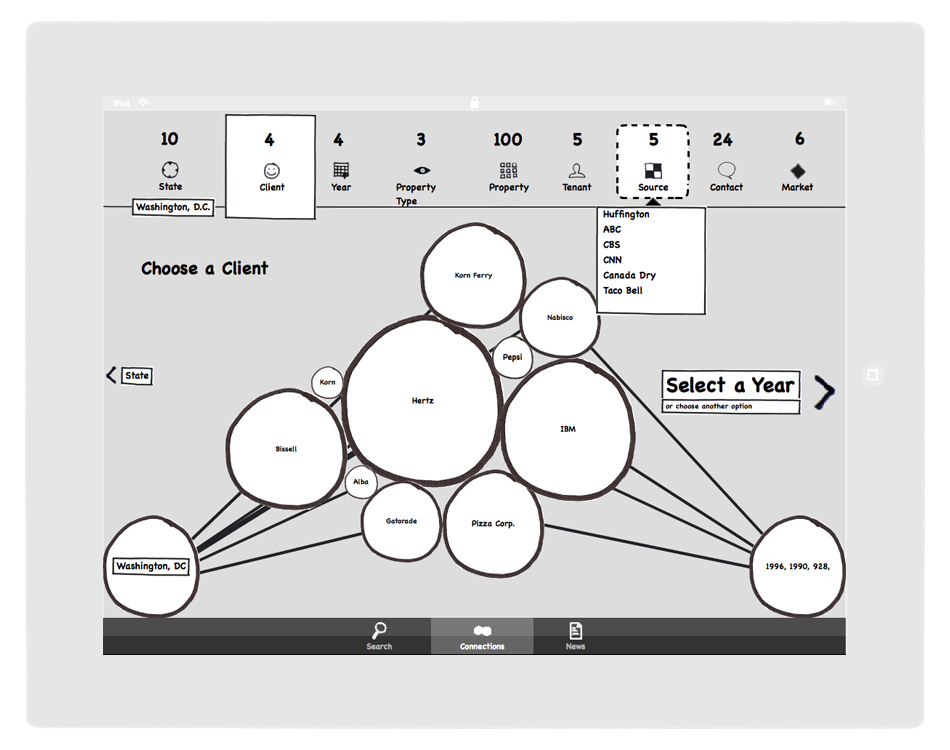 iPad
10
4
4
3
100
5
5
24
6
State
Client
Year
Property
Type
Property
Tenant
Source
Contact
Market
Washington, D.C.
Huffington
ABC
CBS
CNN
Canada Dry
Taco Bell
Choose a Client
Korn Ferry
Nabisco
Pepsi
Korn
Hertz
IBM
Bissell
Alba
Gatorade
Pizza Corp.
State
Select a Year
or choose another option
Washington, DC
1996, 1990, 928,
Search
Connections
News